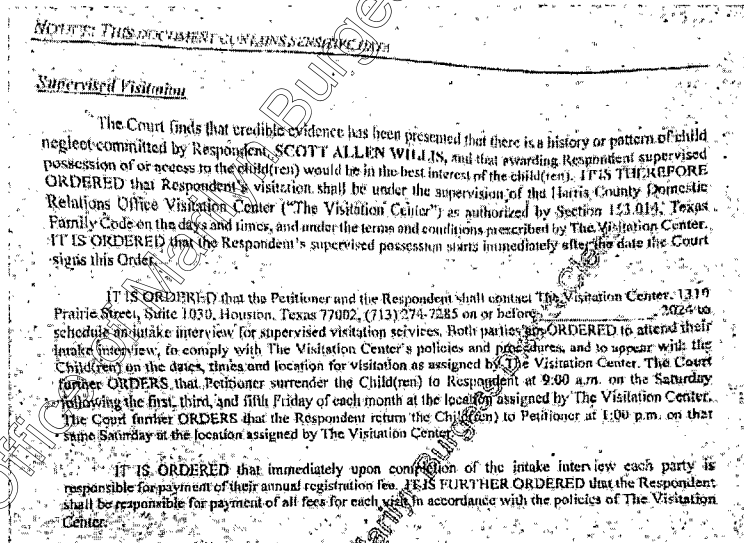 NOTICE: THIS DOCUMENT CONTAINS SENSITIVE DATA
Supervised Visitation
The Court finds that credible evidence has been presented that there is a history or pattern of child
neglect committed by Respondent, SCOTT ALLEN WILLIS, and that awarding Respondent supervised
possession of or access to the child(ren) would be in the best interest of the child(ren). IT IS THEREFORE
ORDERED that Respondent's visitation shall be under the supervision of the Harris County Domestic
Relations Office Visitation Center ("The Visitation Center") as authorized by Section 153.014, Texas
Family Code on the days and times, and under the terms and conditions prescribed by The Visitation Center.
IT IS ORDERED that the Respondent's supervised possession starts immediately after the date the Court
signs this Order.
IT IS ORDERED that the Petitioner and the Respondent shall contact The Visitation Center, 1310
Prairie Street, Suite 1030, Houston, Texas 77002, (713) 274-7285 on or before 2024 to
schedule an intake interview for supervised visitation services. Both parties are ORDERED to attend their
intake interview, to comply with The Visitation Center's policies and procedures, and to appear with the
Child(ren) on the dates, times and location for visitation as assigned by The Visitation Center. The Court
further ORDERS that Petitioner surrender the Child(ren) to Respondent at 9:00 a.m. on the Saturday
following the first, third, and fifth Friday of each month at the location assigned by The Visitation Center.
The Court further ORDERS that the Respondent return the Child(ren) to Petitioner at 1:00 p.m. on that
same Saturday at the location assigned by The Visitation Center.
IT IS ORDERED that immediately upon completion of the intake interview each party is
responsible for payment of their annual registration fee. IT IS FURTHER ORDERED that the Respondent
shall be responsible for payment of all fees for each visit in accordance with the policies of The Visitation
Center.
Office of Marilyn Burgess
Marilyn Burgess